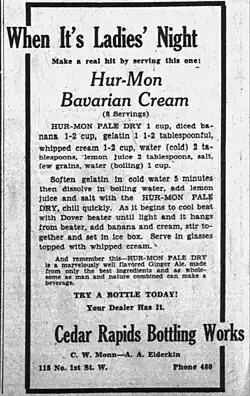 When It's Ladies' Night
Make a real hit by serving this one:
Hur-Mon
Bavarian Cream
(8 Servings)
HUR-MON PALE DRY 1 cup, diced ba-
nana 1-2 cup, gelatin 1 1-2 tablespoonful,
whipped cream 1-2 cup, water (cold) 2 ta-
blespoons, lemon juice 2 tablespoons, salt,
few grains, water (boiling) 1 cup.
Soften gelatin in cold water 5 minutes
then dissolve in boiling water, add lemon
juice and salt with the HUR-MON PALE
DRY, chill quickly. As it begins to cool beat
with Dover beater until light and it hangs
from beater, add banana and cream, stir to-
gether and set in ice box. Serve in glasses
topped with whipped cream.
And remember this—HUR-MON PALE DRY
is a marvelously well flavored Ginger Ale, made
from only the best ingredients and as whole-
some as man and nature combined can make a
beverage.
TRY A BOTTLE TODAY!
Your Dealer Has It.
Cedar Rapids Bottling Works
C. W. Monn—A. A. Elderkin
118 No. 1st St. W. Phone 480